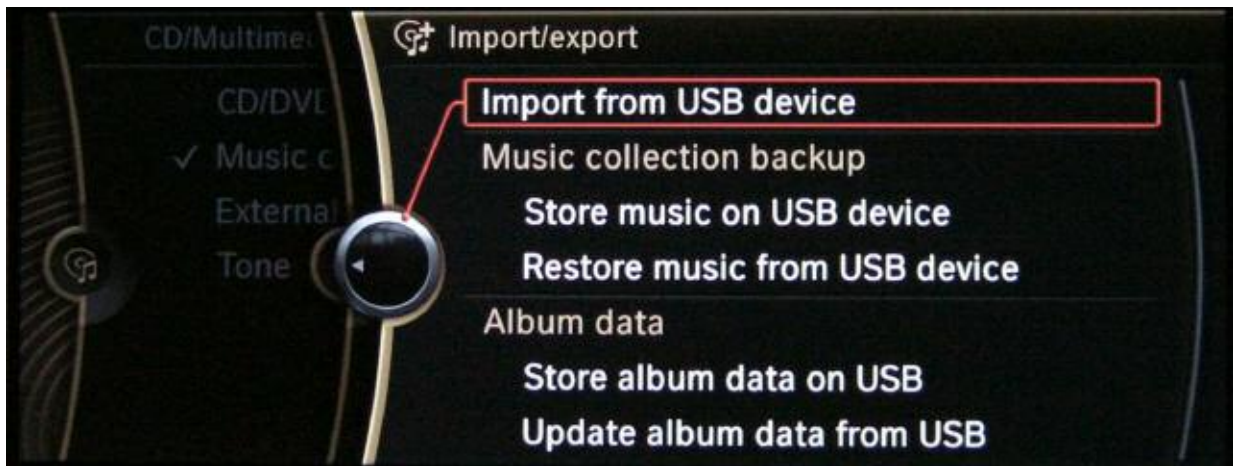 CD/Multime
Import/export
CD/DVD
Import from USB device
Music c
Music collection backup
Externa
Store music on USB device
Tone
Restore music from USB device
Album data
Store album data on USB
Update album data from USB